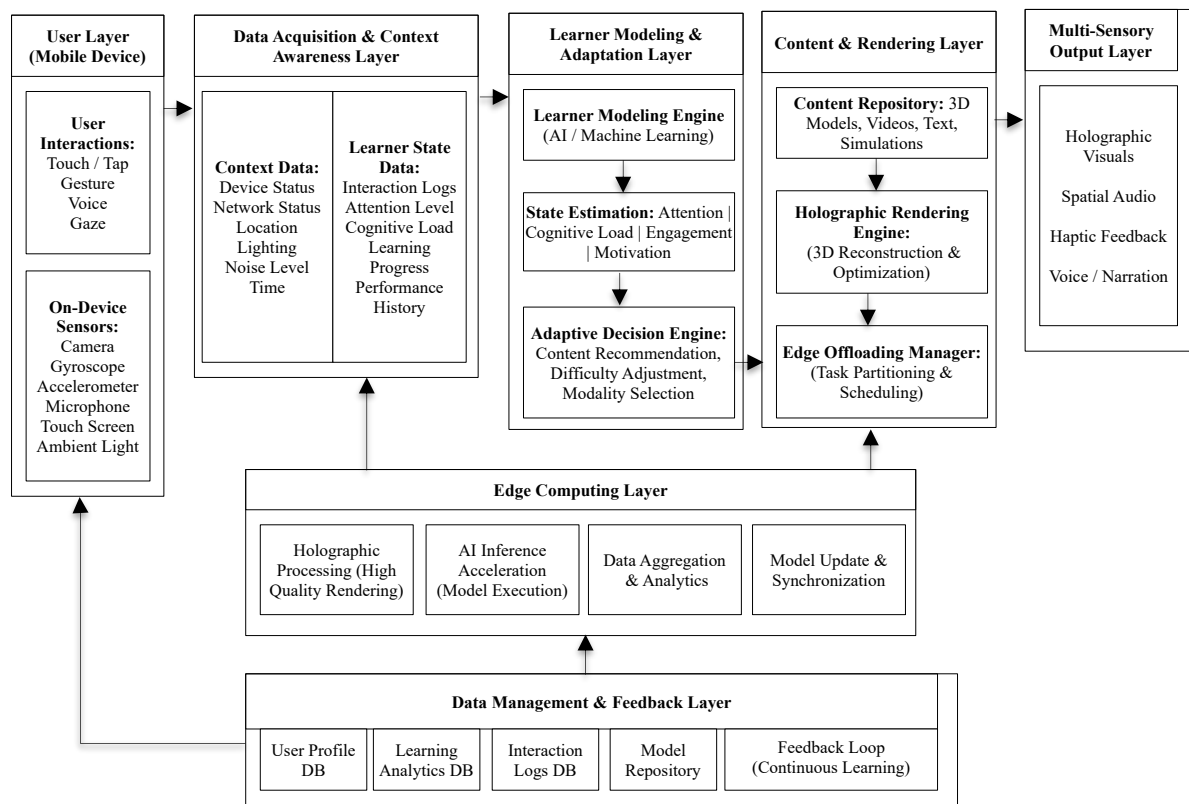 User Layer
(Mobile Device)
User
Interactions:
Touch / Tap
Gesture
Voice
Gaze
On-Device
Sensors:
Camera
Gyroscope
Accelerometer
Microphone
Touch Screen
Ambient Light
Data Acquisition & Context
Awareness Layer
Context Data:
Device Status
Network Status
Location
Lighting
Noise Level
Time
Learner State
Data:
Interaction Logs
Attention Level
Cognitive Load
Learning
Progress
Performance
History
Learner Modeling &
Adaptation Layer
Learner Modeling Engine
(AI / Machine Learning)
State Estimation: Attention |
Cognitive Load | Engagement
| Motivation
Adaptive Decision Engine:
Content Recommendation,
Difficulty Adjustment,
Modality Selection
Content & Rendering Layer
Content Repository: 3D
Models, Videos, Text,
Simulations
Holographic Rendering
Engine:
(3D Reconstruction &
Optimization)
Edge Offloading Manager:
(Task Partitioning &
Scheduling)
Multi-Sensory
Output Layer
Holographic
Visuals
Spatial Audio
Haptic Feedback
Voice / Narration
Edge Computing Layer
Holographic
Processing (High
Quality Rendering)
AI Inference
Acceleration
(Model Execution)
Data Aggregation
& Analytics
Model Update &
Synchronization
Data Management & Feedback Layer
User Profile
DB
Learning
Analytics DB
Interaction
Logs DB
Model
Repository
Feedback Loop
(Continuous Learning)